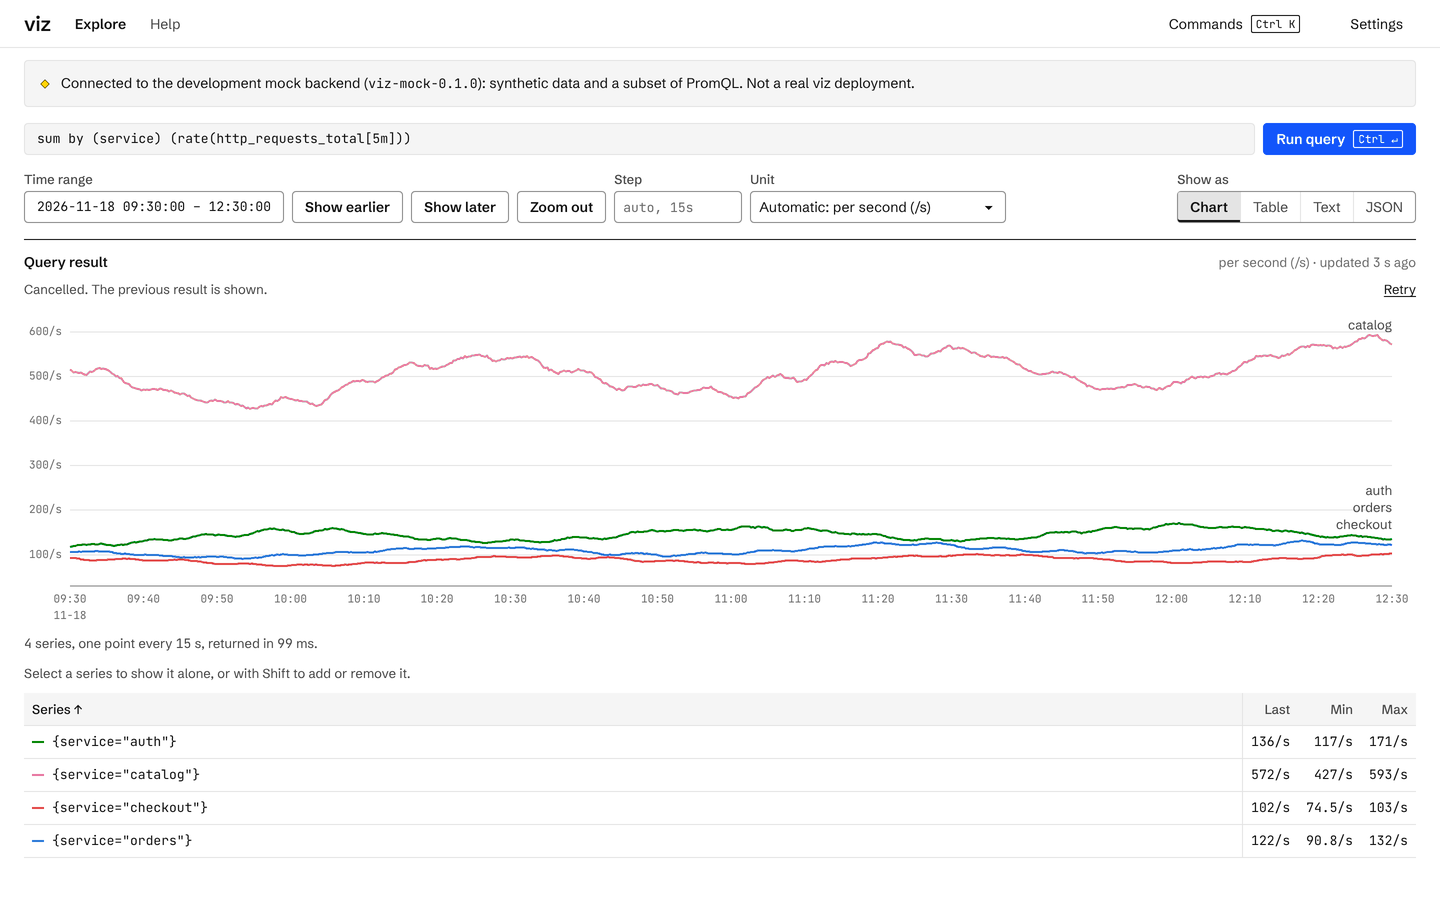 viz Explore Help Commands Ctrl K Settings
Connected to the development mock backend (viz-mock-0.1.0): synthetic data and a subset of PromQL. Not a real viz deployment.
sum by (service) (rate(http_requests_total[5m])) Run query Ctrl ↵
Time range Step Unit Show as
2026-11-18 09:30:00 – 12:30:00 Show earlier Show later Zoom out auto, 15s Automatic: per second (/s) Chart Table Text JSON
Query result per second (/s) · updated 3 s ago
Cancelled. The previous result is shown. Retry
catalog
600/s
500/s
400/s
300/s
auth
200/s
orders
checkout
100/s
09:30 09:40 09:50 10:00 10:10 10:20 10:30 10:40 10:50 11:00 11:10 11:20 11:30 11:40 11:50 12:00 12:10 12:20 12:30
11-18
4 series, one point every 15 s, returned in 99 ms.
Select a series to show it alone, or with Shift to add or remove it.
Series ↑ Last Min Max
{service="auth"} 136/s 117/s 171/s
{service="catalog"} 572/s 427/s 593/s
{service="checkout"} 102/s 74.5/s 103/s
{service="orders"} 122/s 90.8/s 132/s